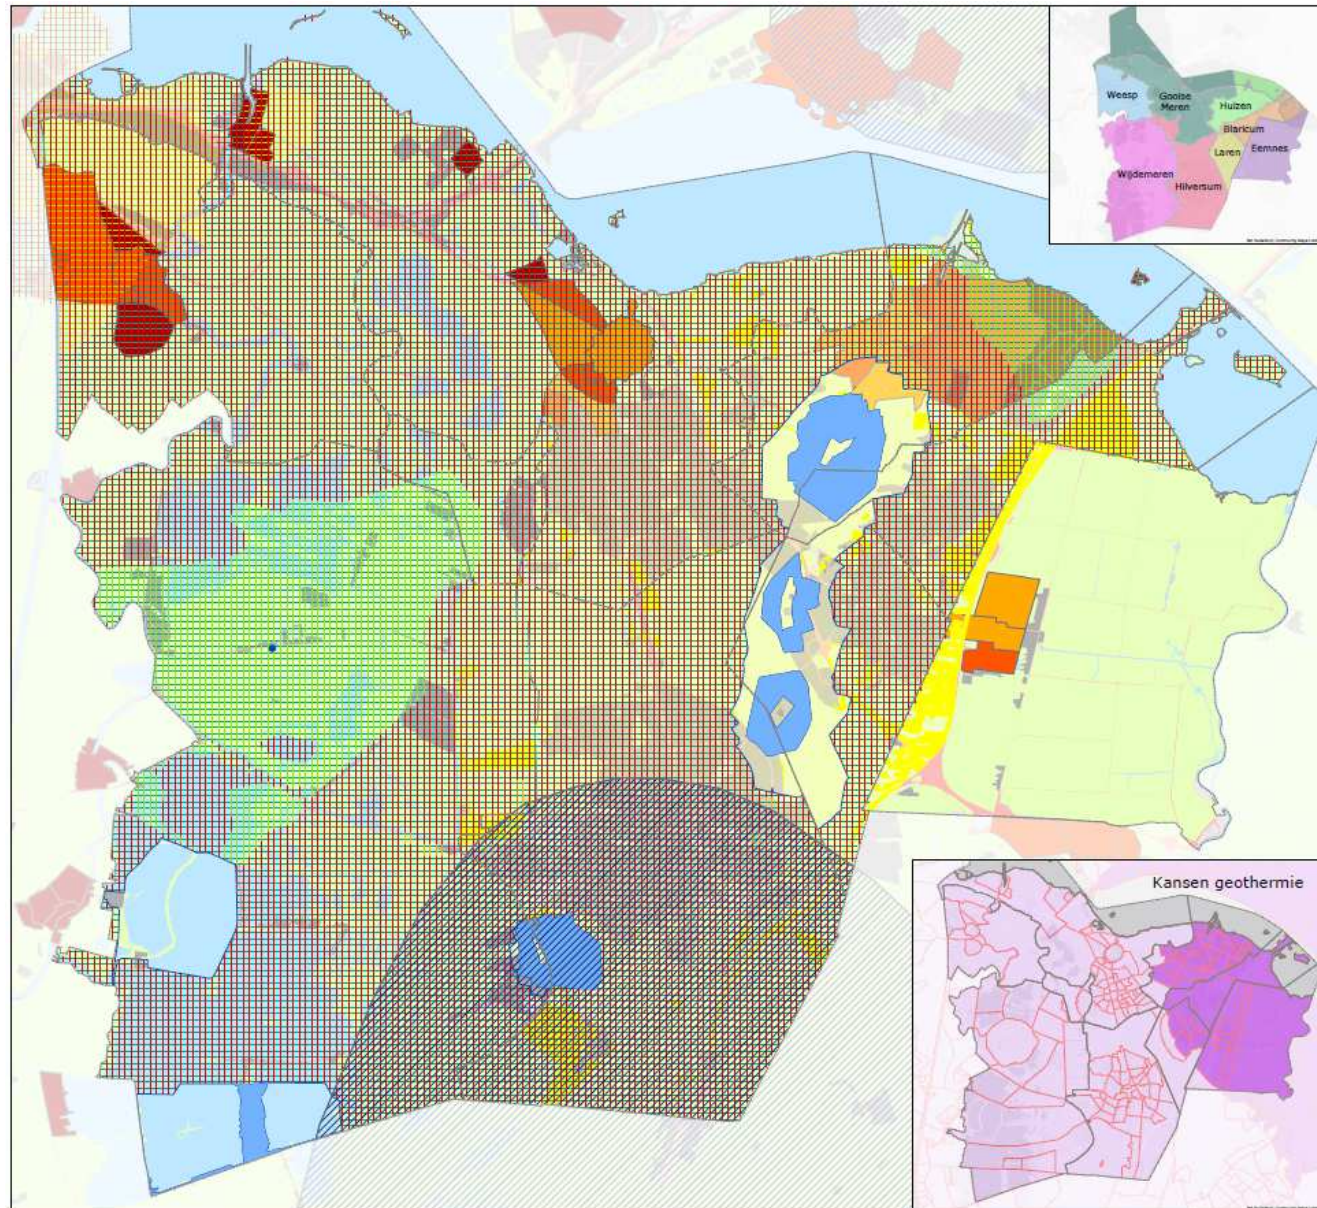 Weesp
Gooise
Meren
Huizen
Blaricum
Laren
Eemnes
Wijdemeren
Hilversum
Kansen geothermie